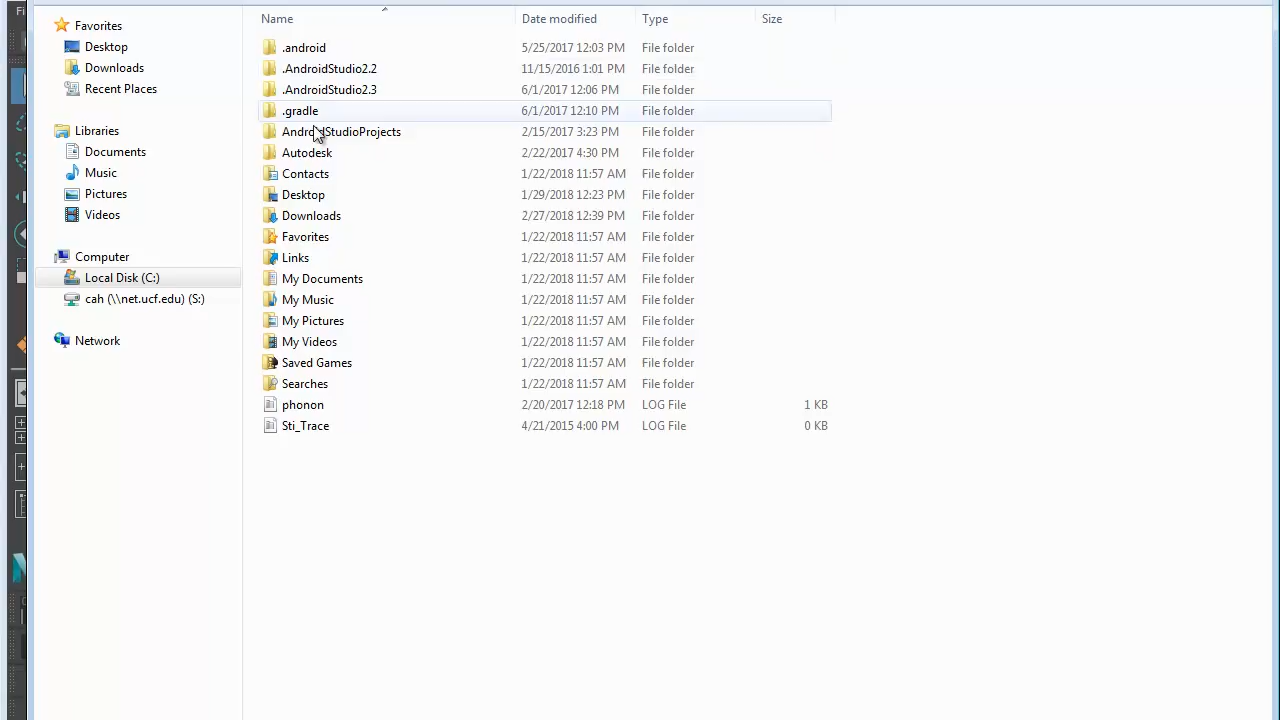 Fi
Favorites
Desktop
Downloads
Recent Places
Libraries
Documents
Music
Pictures
Videos
Computer
Local Disk (C:)
cah (\\net.ucf.edu) (S:)
Network
Name Date modified Type Size
.android 5/25/2017 12:03 PM File folder
.AndroidStudio2.2 11/15/2016 1:01 PM File folder
.AndroidStudio2.3 6/1/2017 12:06 PM File folder
.gradle 6/1/2017 12:10 PM File folder
AndroidStudioProjects 2/15/2017 3:23 PM File folder
Autodesk 2/22/2017 4:30 PM File folder
Contacts 1/22/2018 11:57 AM File folder
Desktop 1/29/2018 12:23 PM File folder
Downloads 2/27/2018 12:39 PM File folder
Favorites 1/22/2018 11:57 AM File folder
Links 1/22/2018 11:57 AM File folder
My Documents 1/22/2018 11:57 AM File folder
My Music 1/22/2018 11:57 AM File folder
My Pictures 1/22/2018 11:57 AM File folder
My Videos 1/22/2018 11:57 AM File folder
Saved Games 1/22/2018 11:57 AM File folder
Searches 1/22/2018 11:57 AM File folder
phonon 2/20/2017 12:18 PM LOG File 1 KB
Sti_Trace 4/21/2015 4:00 PM LOG File 0 KB